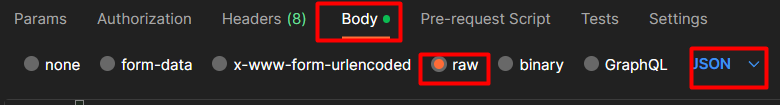 Params Authorization Headers (8) Body Pre-request Script Tests Settings
none form-data x-www-form-urlencoded raw binary GraphQL JSON